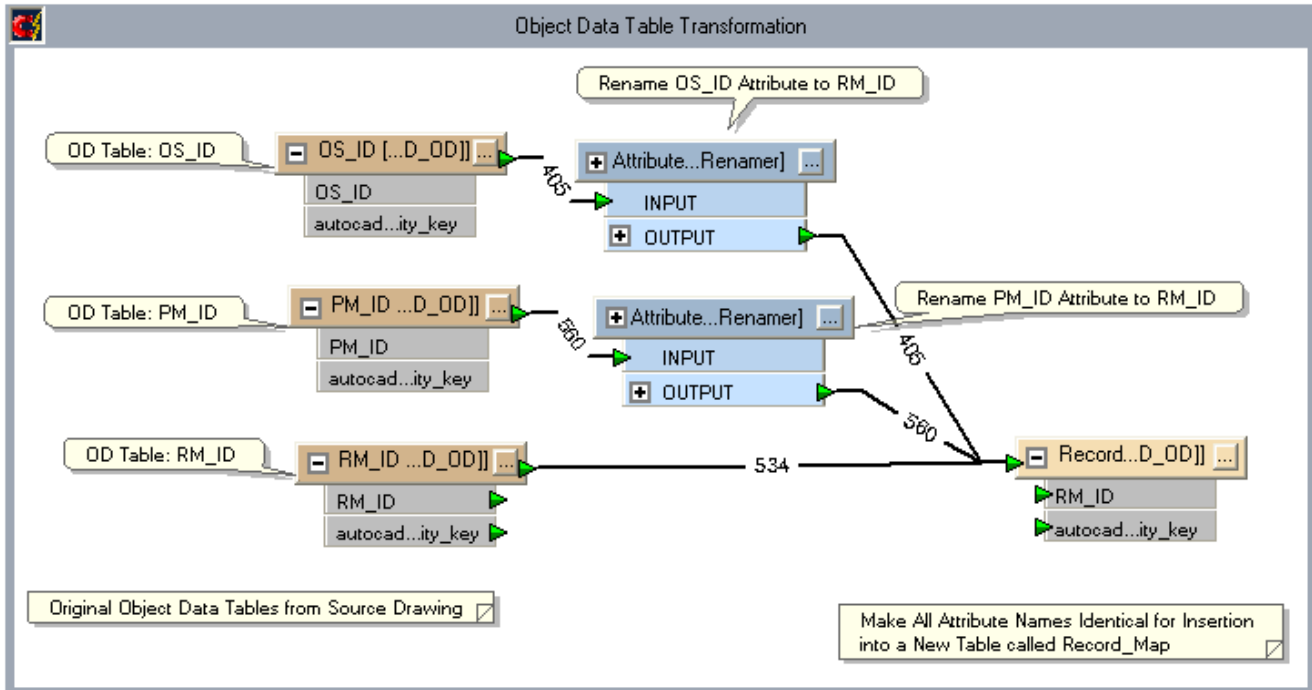 Object Data Table Transformation
Rename OS_ID Attribute to RM_ID
OD Table: OS_ID
OS_ID [...D_OD]] ...
OS_ID
autocad...ity_key
405
Attribute...Renamer] ...
INPUT
OUTPUT
OD Table: PM_ID
PM_ID ...D_OD]] ...
PM_ID
autocad...ity_key
560
Attribute...Renamer] ...
INPUT
OUTPUT
Rename PM_ID Attribute to RM_ID
405
560
OD Table: RM_ID
RM_ID ...D_OD]] ...
RM_ID
autocad...ity_key
534
Record...D_OD]] ...
RM_ID
autocad...ity_key
Original Object Data Tables from Source Drawing
Make All Attribute Names Identical for Insertion
into a New Table called Record_Map